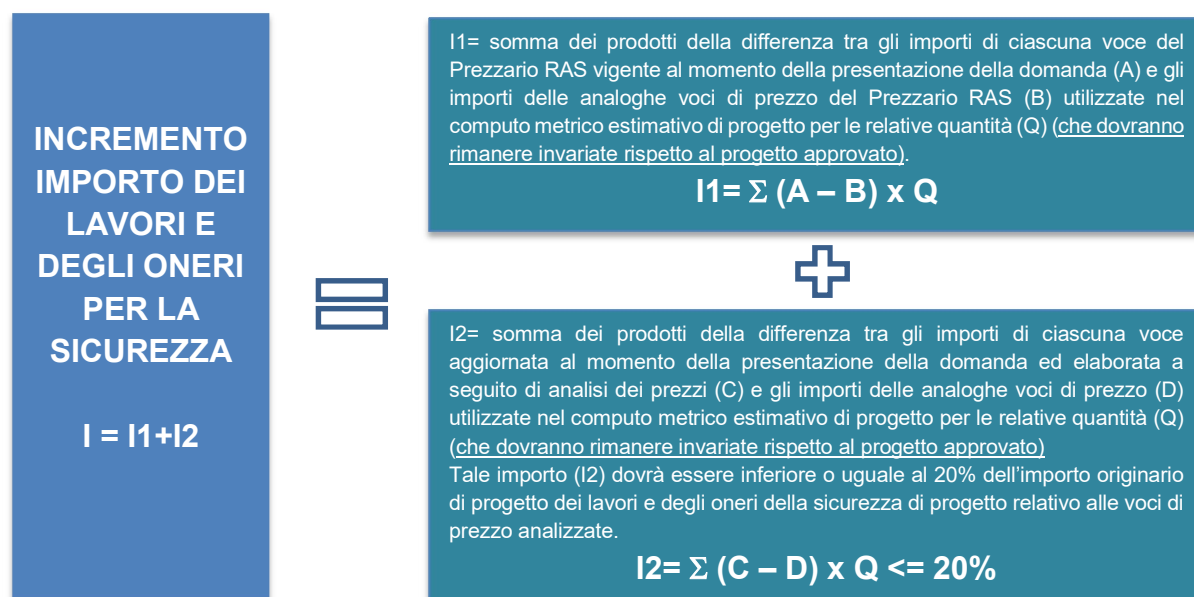 INCREMENTO
IMPORTO DEI
LAVORI E
DEGLI ONERI
PER LA
SICUREZZA
I = I1+I2
I1= somma dei prodotti della differenza tra gli importi di ciascuna voce del
Prezzario RAS vigente al momento della presentazione della domanda (A) e gli
importi delle analoghe voci di prezzo del Prezzario RAS (B) utilizzate nel
computo metrico estimativo di progetto per le relative quantità (Q) (che dovranno
rimanere invariate rispetto al progetto approvato).
I1= Σ (A – B) x Q
I2= somma dei prodotti della differenza tra gli importi di ciascuna voce
aggiornata al momento della presentazione della domanda ed elaborata a
seguito di analisi dei prezzi (C) e gli importi delle analoghe voci di prezzo (D)
utilizzate nel computo metrico estimativo di progetto per le relative quantità (Q)
(che dovranno rimanere invariate rispetto al progetto approvato)
Tale importo (I2) dovrà essere inferiore o uguale al 20% dell’importo originario
di progetto dei lavori e degli oneri della sicurezza di progetto relativo alle voci di
prezzo analizzate.
I2= Σ (C – D) x Q <= 20%